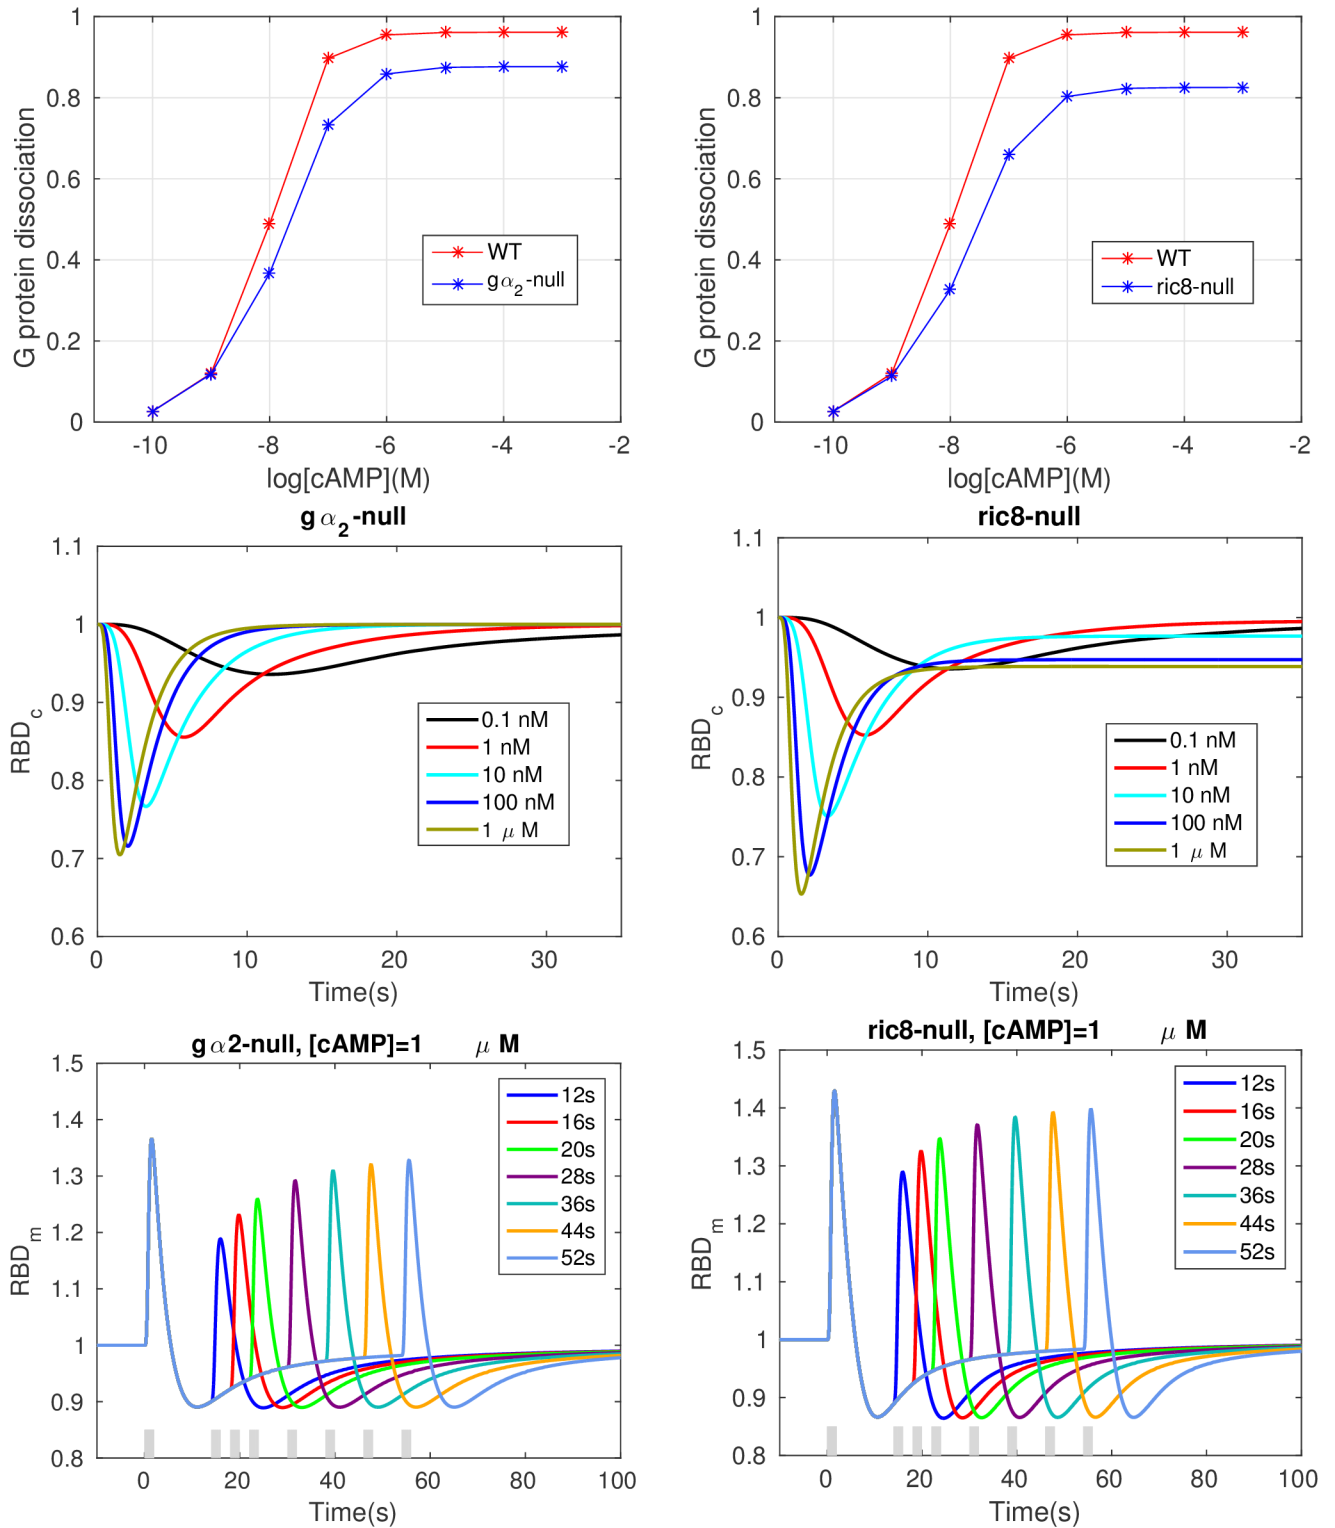 1
0.8
0.6
0.4
0.2
0
G protein dissociation
WT
gα2-null
-10 -8 -6 -4 -2
log[cAMP](M)
1
0.8
0.6
0.4
0.2
0
G protein dissociation
WT
ric8-null
-10 -8 -6 -4 -2
log[cAMP](M)
gα2-null
1.1
1
0.9
0.8
0.7
0.6
RBDc
0.1 nM
1 nM
10 nM
100 nM
1 μ M
0 10 20 30
Time(s)
ric8-null
1.1
1
0.9
0.8
0.7
0.6
RBDc
0.1 nM
1 nM
10 nM
100 nM
1 μ M
0 10 20 30
Time(s)
gα2-null, [cAMP]=1 μ M
1.5
1.4
1.3
1.2
1.1
1
0.9
0.8
RBDm
12s
16s
20s
28s
36s
44s
52s
0 20 40 60 80 100
Time(s)
ric8-null, [cAMP]=1 μ M
1.5
1.4
1.3
1.2
1.1
1
0.9
0.8
RBDm
12s
16s
20s
28s
36s
44s
52s
0 20 40 60 80 100
Time(s)